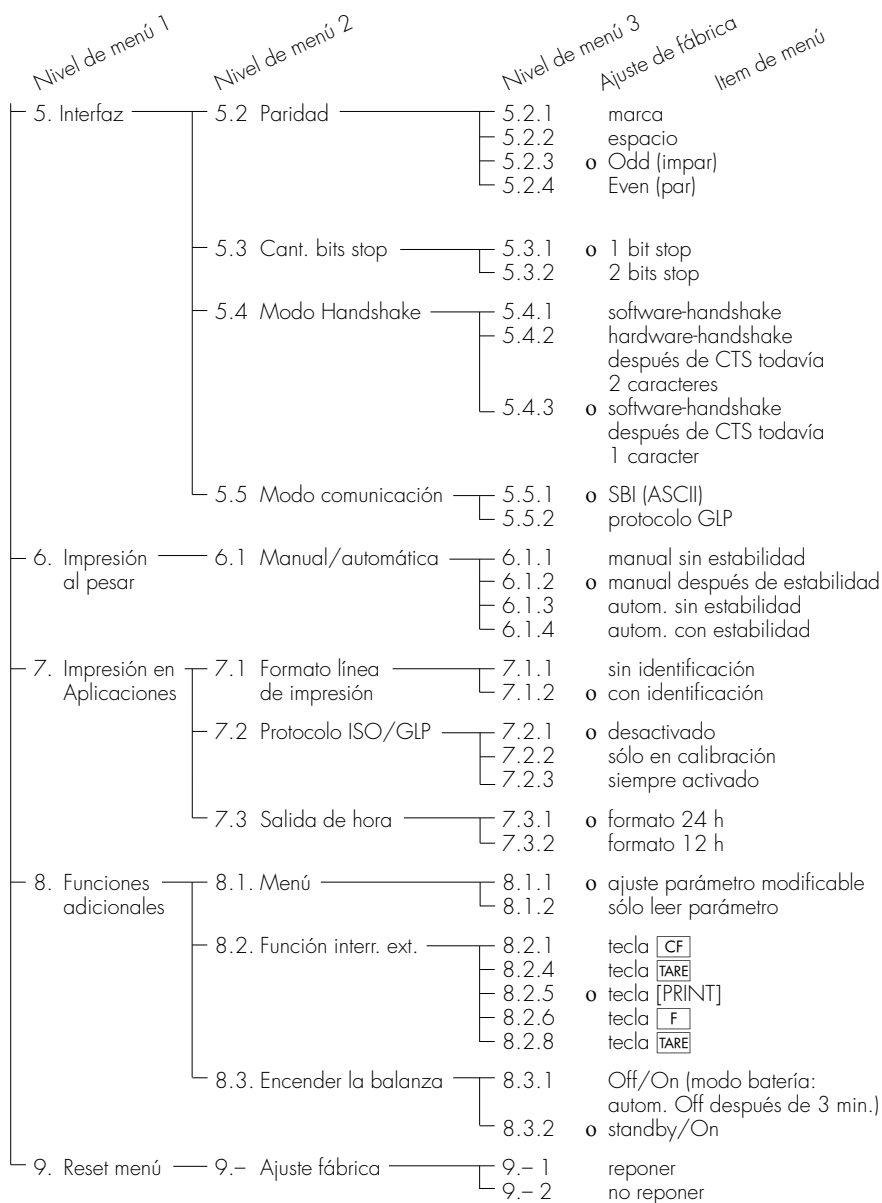 Nivel de menú 1 Nivel de menú 2 Nivel de menú 3 Ajuste de fábrica Item de menú
5. Interfaz 5.2 Paridad 5.2.1 marca
5.2.2 espacio
5.2.3 o Odd (impar)
5.2.4 Even (par)
5.3 Cant. bits stop 5.3.1 o 1 bit stop
5.3.2 2 bits stop
5.4 Modo Handshake 5.4.1 software-handshake
5.4.2 hardware-handshake
después de CTS todavía
2 caracteres
5.4.3 o software-handshake
después de CTS todavía
1 caracter
5.5 Modo comunicación 5.5.1 o SBI (ASCII)
5.5.2 protocolo GLP
6. Impresión 6.1 Manual/automática 6.1.1 manual sin estabilidad
al pesar 6.1.2 o manual después de estabilidad
6.1.3 autom. sin estabilidad
6.1.4 autom. con estabilidad
7. Impresión en 7.1 Formato línea 7.1.1 sin identificación
Aplicaciones de impresión 7.1.2 o con identificación
7.2 Protocolo ISO/GLP 7.2.1 o desactivado
7.2.2 sólo en calibración
7.2.3 siempre activado
7.3 Salida de hora 7.3.1 o formato 24 h
7.3.2 formato 12 h
8. Funciones 8.1. Menú 8.1.1 o ajuste parámetro modificable
adicionales 8.1.2 sólo leer parámetro
8.2. Función interr. ext. 8.2.1 tecla CF
8.2.4 tecla TARE
8.2.5 o tecla [PRINT]
8.2.6 tecla F
8.2.8 tecla TARE
8.3. Encender la balanza 8.3.1 Off/On (modo batería:
autom. Off después de 3 min.)
8.3.2 o standby/On
9. Reset menú 9.– Ajuste fábrica 9.– 1 reponer
9.– 2 no reponer